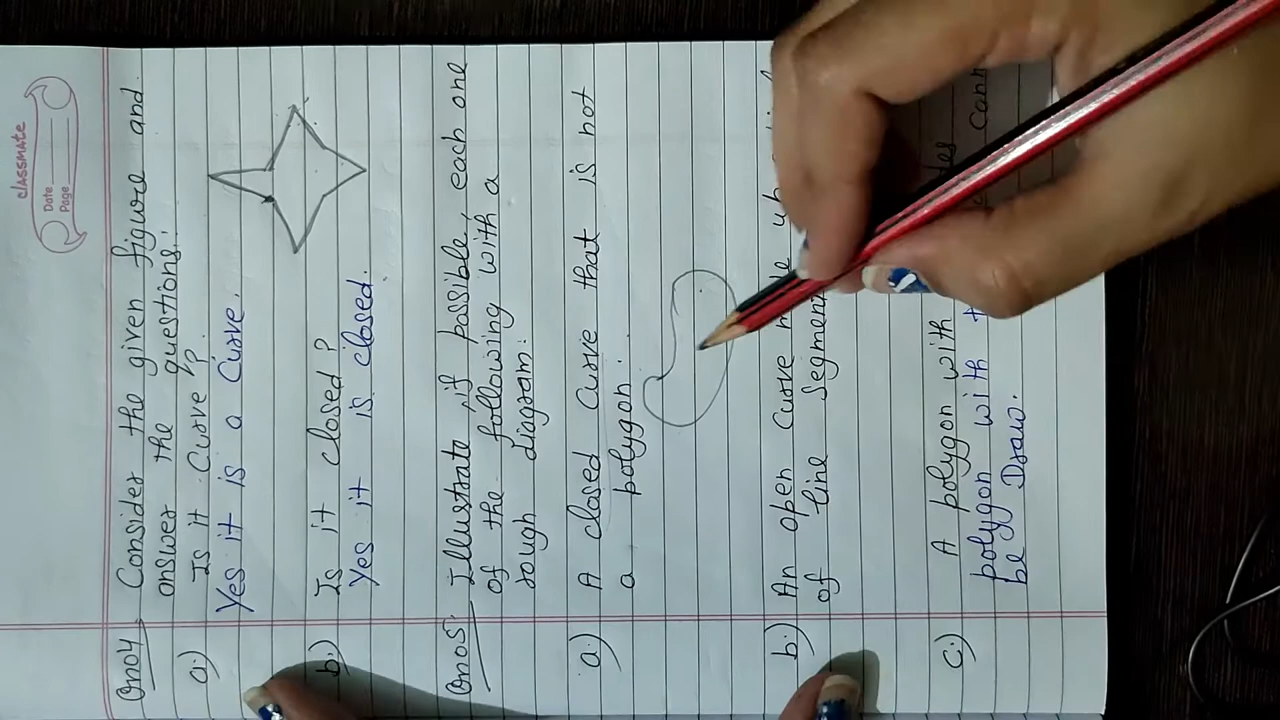 classmate
Date
Page
Qno4 Consider the given figure and
answer the questions:
a.) Is it Curve?
Yes it is a Curve.
b.) Is it closed?
Yes it is closed.
Qno5. Illustrate, if possible, each one
of the following with a
rough diagram:
a.) A closed Curve that is not
a polygon.
b.) An open Curve up
of line Segment
c.) A polygon with
polygon with cann
be Draw.